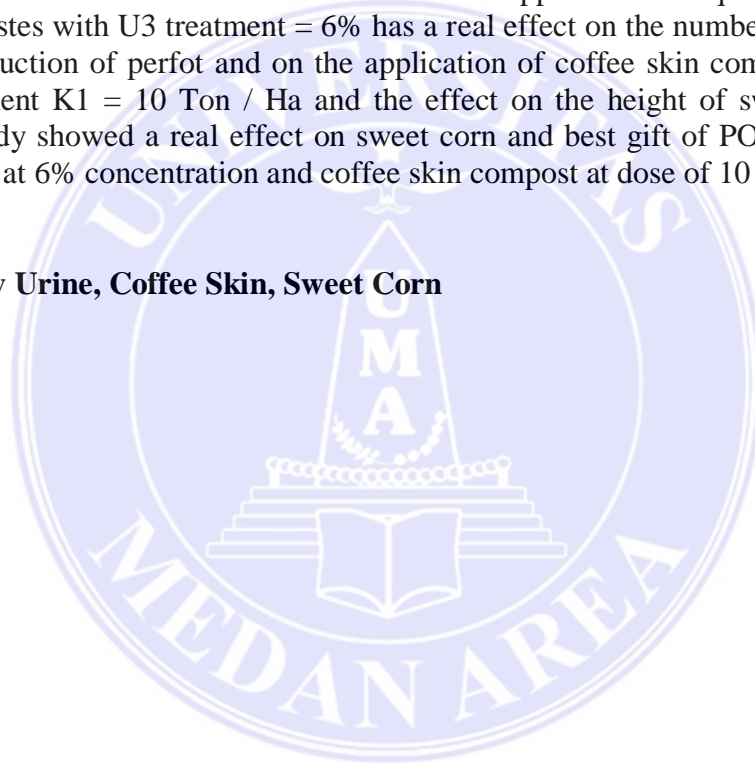 stes with U3 treatment = 6% has a real effect on the number
uction of perfot and on the application of coffee skin com
ent K1 = 10 Ton / Ha and the effect on the height of sw
dy showed a real effect on sweet corn and best gift of PO
at 6% concentration and coffee skin compost at dose of 10
Urine, Coffee Skin, Sweet Corn
UNIVERSITAS
UMA
MEDAN AREA